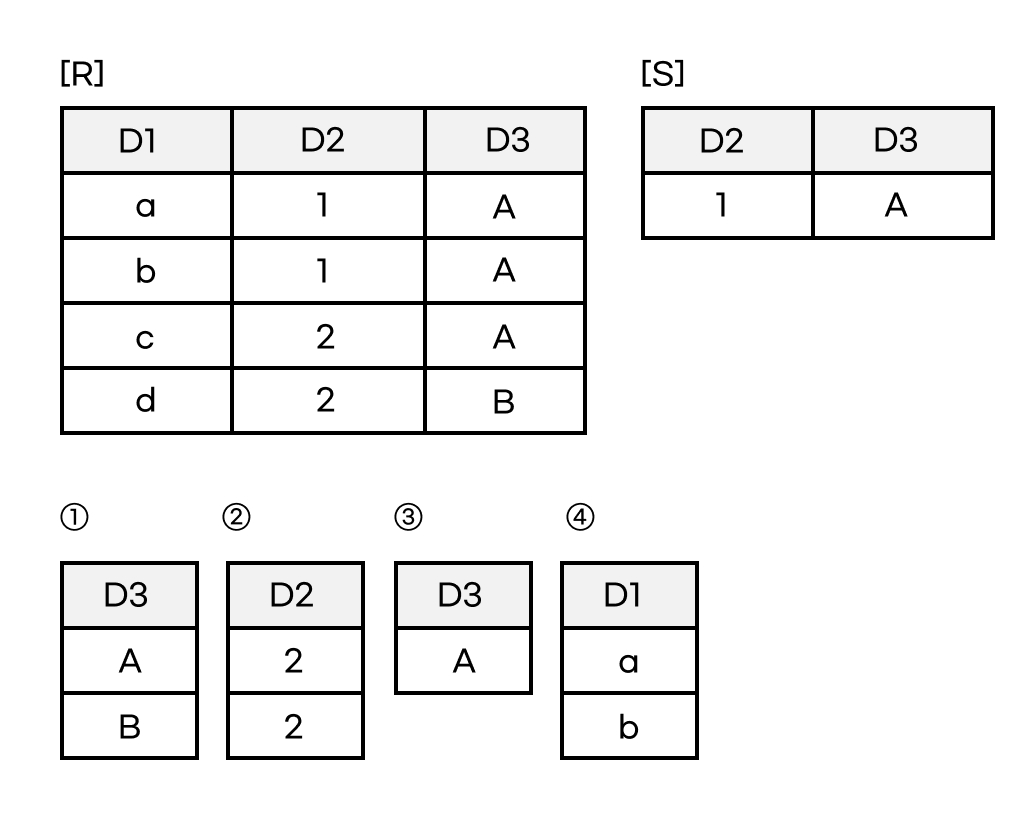 [R] [S]
D1 D2 D3 D2 D3
a 1 A 1 A
b 1 A
c 2 A
d 2 B
① ② ③ ④
D3 D2 D3 D1
A 2 A a
B 2 b